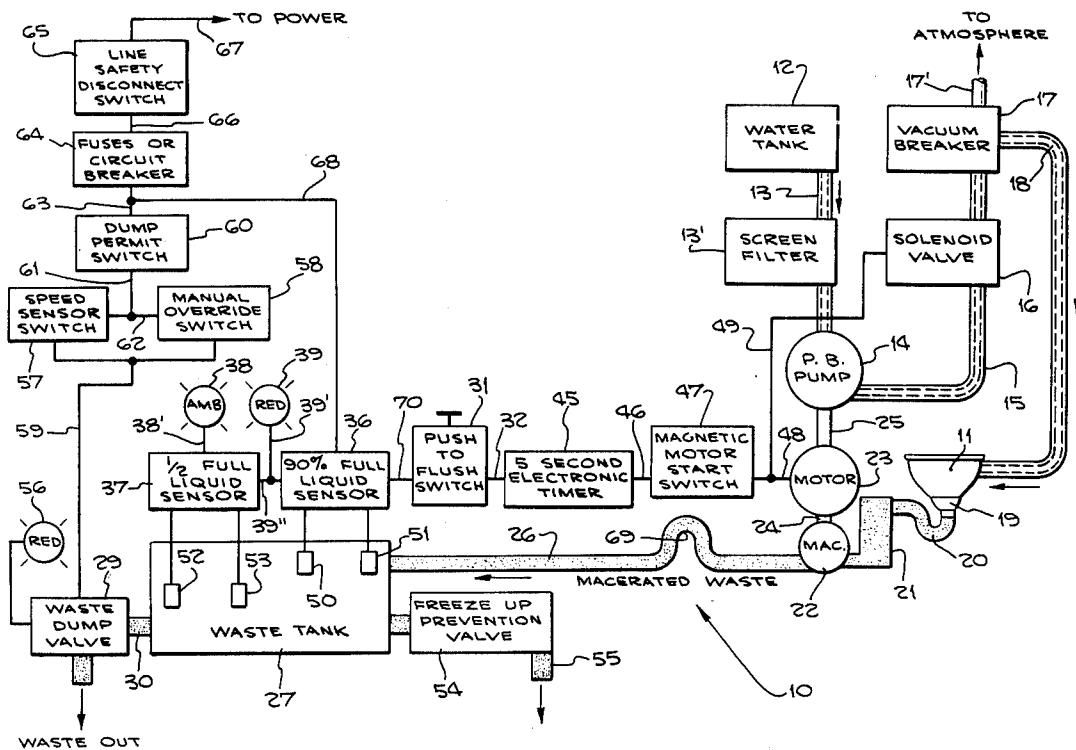 TO POWER
67
65
LINE
SAFETY
DISCONNECT
SWITCH
66
64
FUSES OR
CIRCUIT
BREAKER
68
63
DUMP
PERMIT
SWITCH
60
61
58
SPEED
SENSOR
SWITCH
MANUAL
OVERRIDE
SWITCH
62
57
59
AMB
38
RED
39
38'
39'
36
1/2 FULL
LIQUID
SENSOR
37
39"
90% FULL
LIQUID
SENSOR
70
31
PUSH
TO
FLUSH
SWITCH
32
45
5 SECOND
ELECTRONIC
TIMER
46
47
MAGNETIC
MOTOR
START
SWITCH
48
49
TO
ATMOSPHERE
17'
17
12
WATER
TANK
VACUUM
BREAKER
18
13
13'
SCREEN
FILTER
SOLENOID
VALVE
16
14
P. B.
PUMP
15
25
11
MOTOR
23
24
19
20
MAC.
22
21
26
69
MACERATED WASTE
56
RED
29
WASTE
DUMP
VALVE
30
52
53
50
51
WASTE TANK
27
FREEZE UP
PREVENTION
VALVE
54
55
10
WASTE OUT